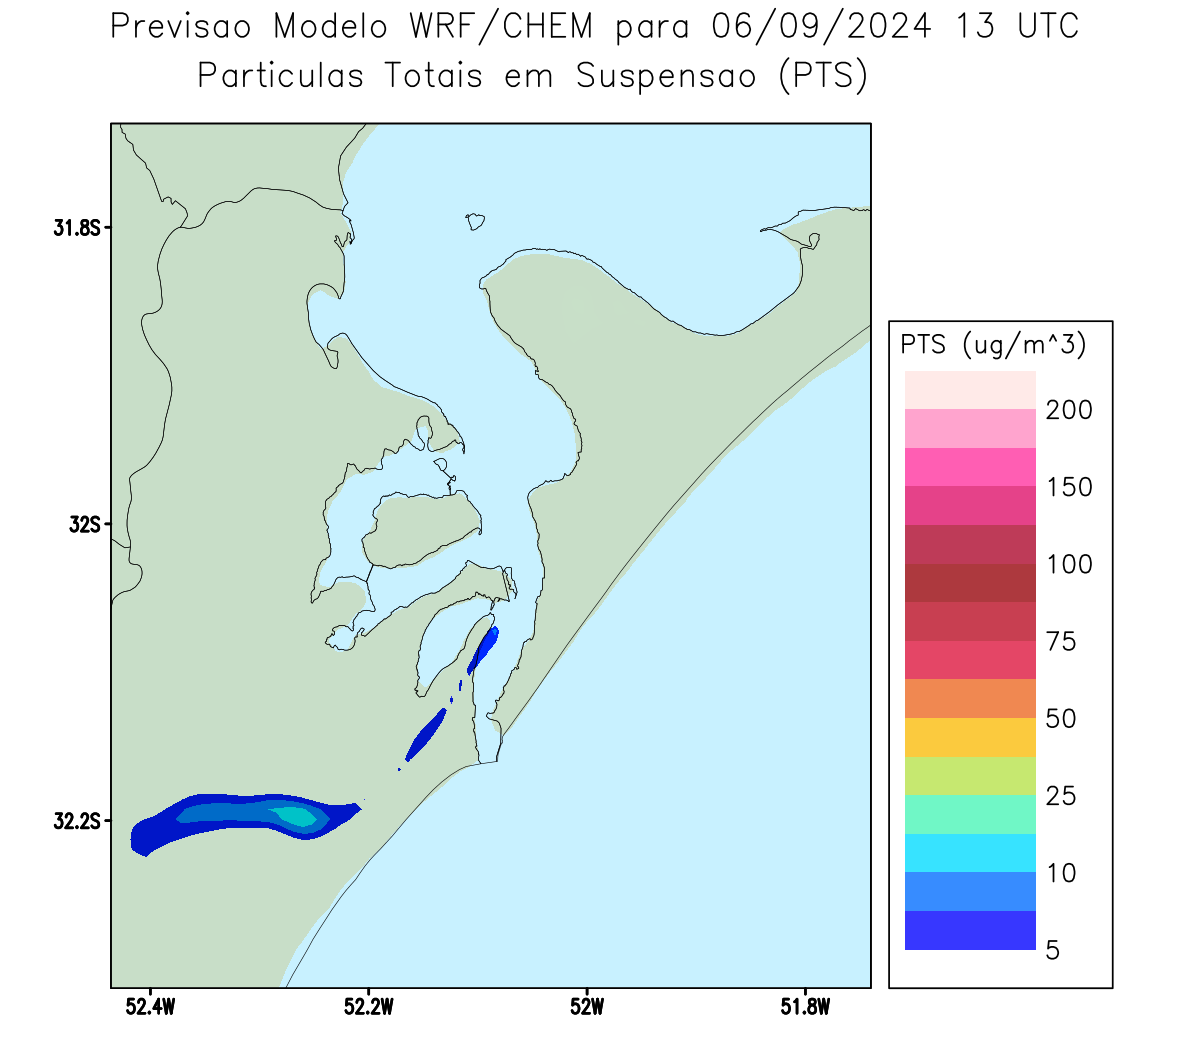 Previsao Modelo WRF/CHEM para 06/09/2024 13 UTC
Particulas Totais em Suspensao (PTS)
31.8S
32S
32.2S
52.4W
52.2W
52W
51.8W
PTS (ug/m^3)
200
150
100
75
50
25
10
5